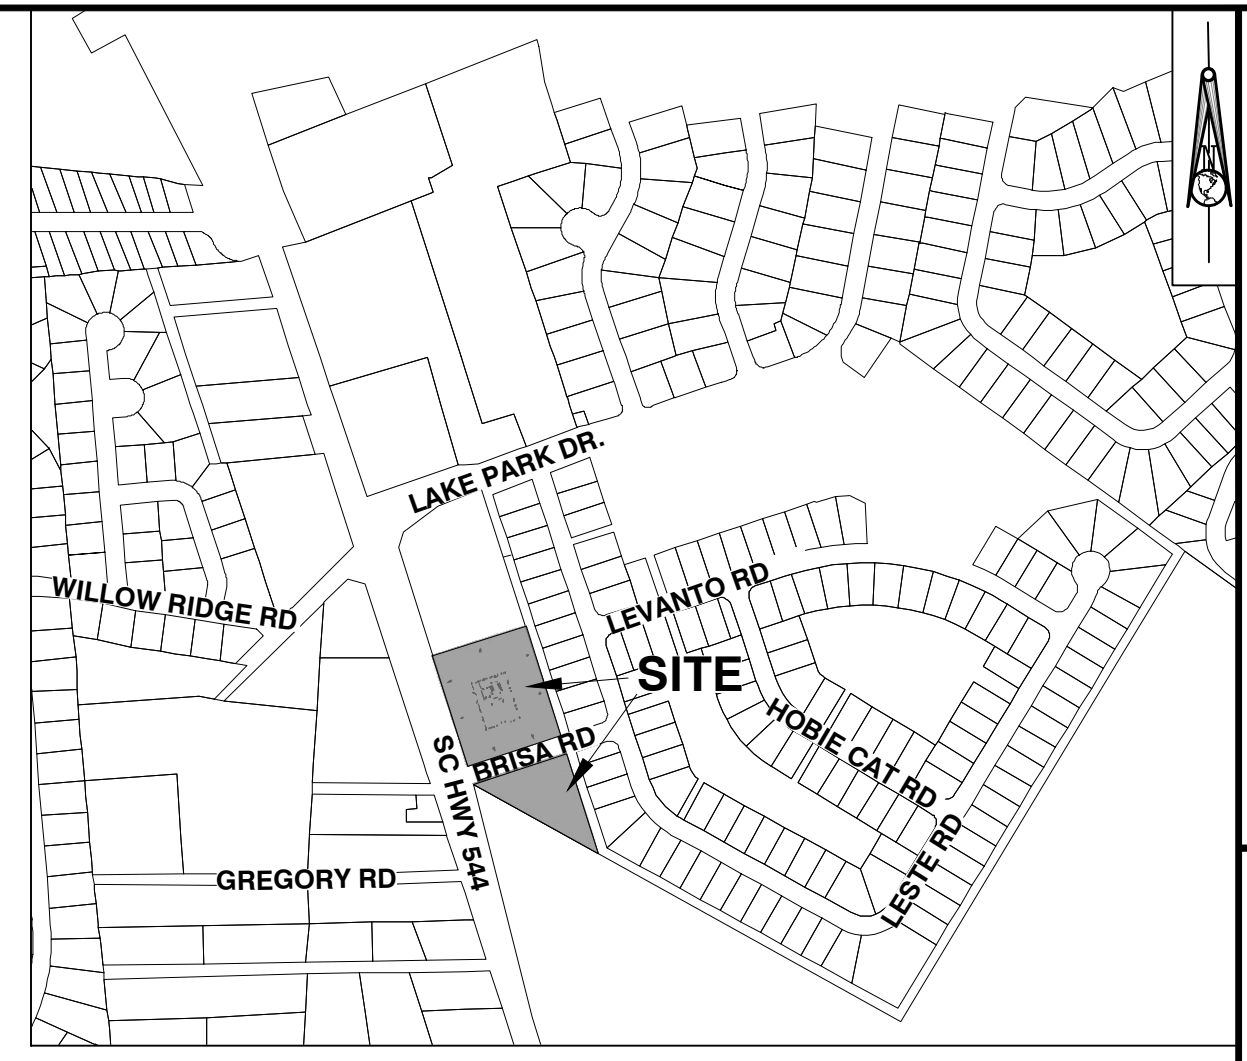 N
LAKE PARK DR.
WILLOW RIDGE RD
LEVANTO RD
SITE
HOBIE CAT RD
BRISA RD
SC HWY 544
LESTE RD
GREGORY RD